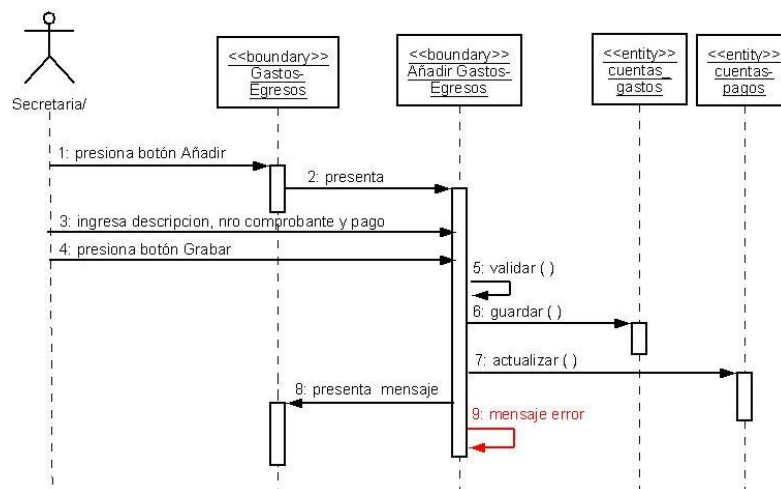 <<boundary>>
Gastos-
Egresos
<<boundary>>
Añadir Gastos-
Egresos
<<entity>>
cuentas_
gastos
<<entity>>
cuentas-
pagos
Secretaria/
1: presiona botón Añadir
2: presenta
3: ingresa descripcion, nro comprobante y pago
4: presiona botón Grabar
5: validar ( )
6: guardar ( )
7: actualizar ( )
8: presenta mensaje
9: mensaje error